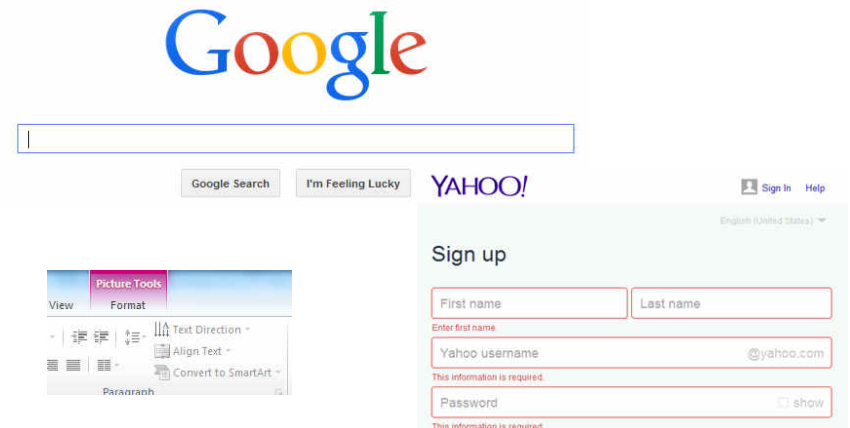 Google
Google Search I'm Feeling Lucky
YAHOO!
Sign In Help
English (United States)
Sign up
First name Last name
Enter first name.
Yahoo username @yahoo.com
This information is required.
Password show
This information is required.
Picture Tools
View Format
Text Direction
Align Text
Convert to SmartArt
Paragraph